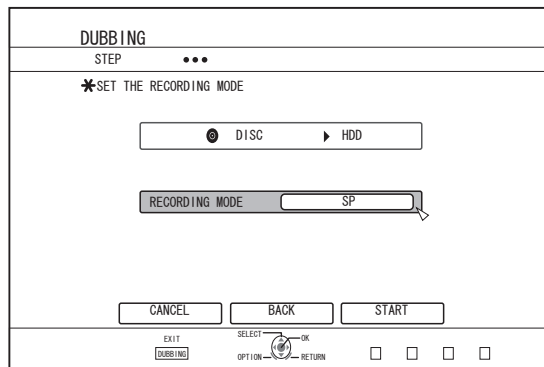 DUBBING
STEP
SET THE RECORDING MODE
DISC HDD
RECORDING MODE SP
CANCEL BACK START
EXIT SELECT OK
DUBBING OPTION RETURN